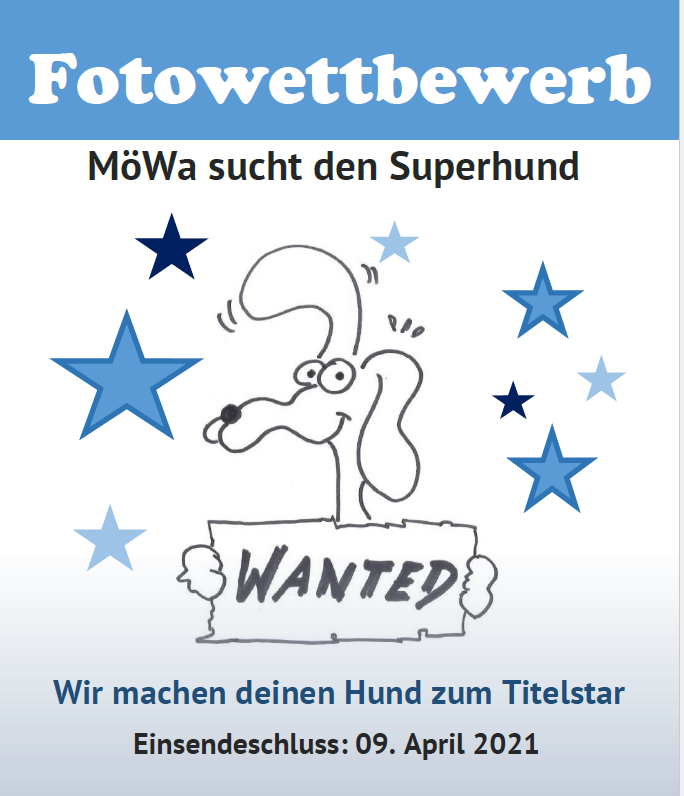 Fotowettbewerb
MöWa sucht den Superhund
WANTED
Wir machen deinen Hund zum Titelstar
Einsendeschluss: 09. April 2021